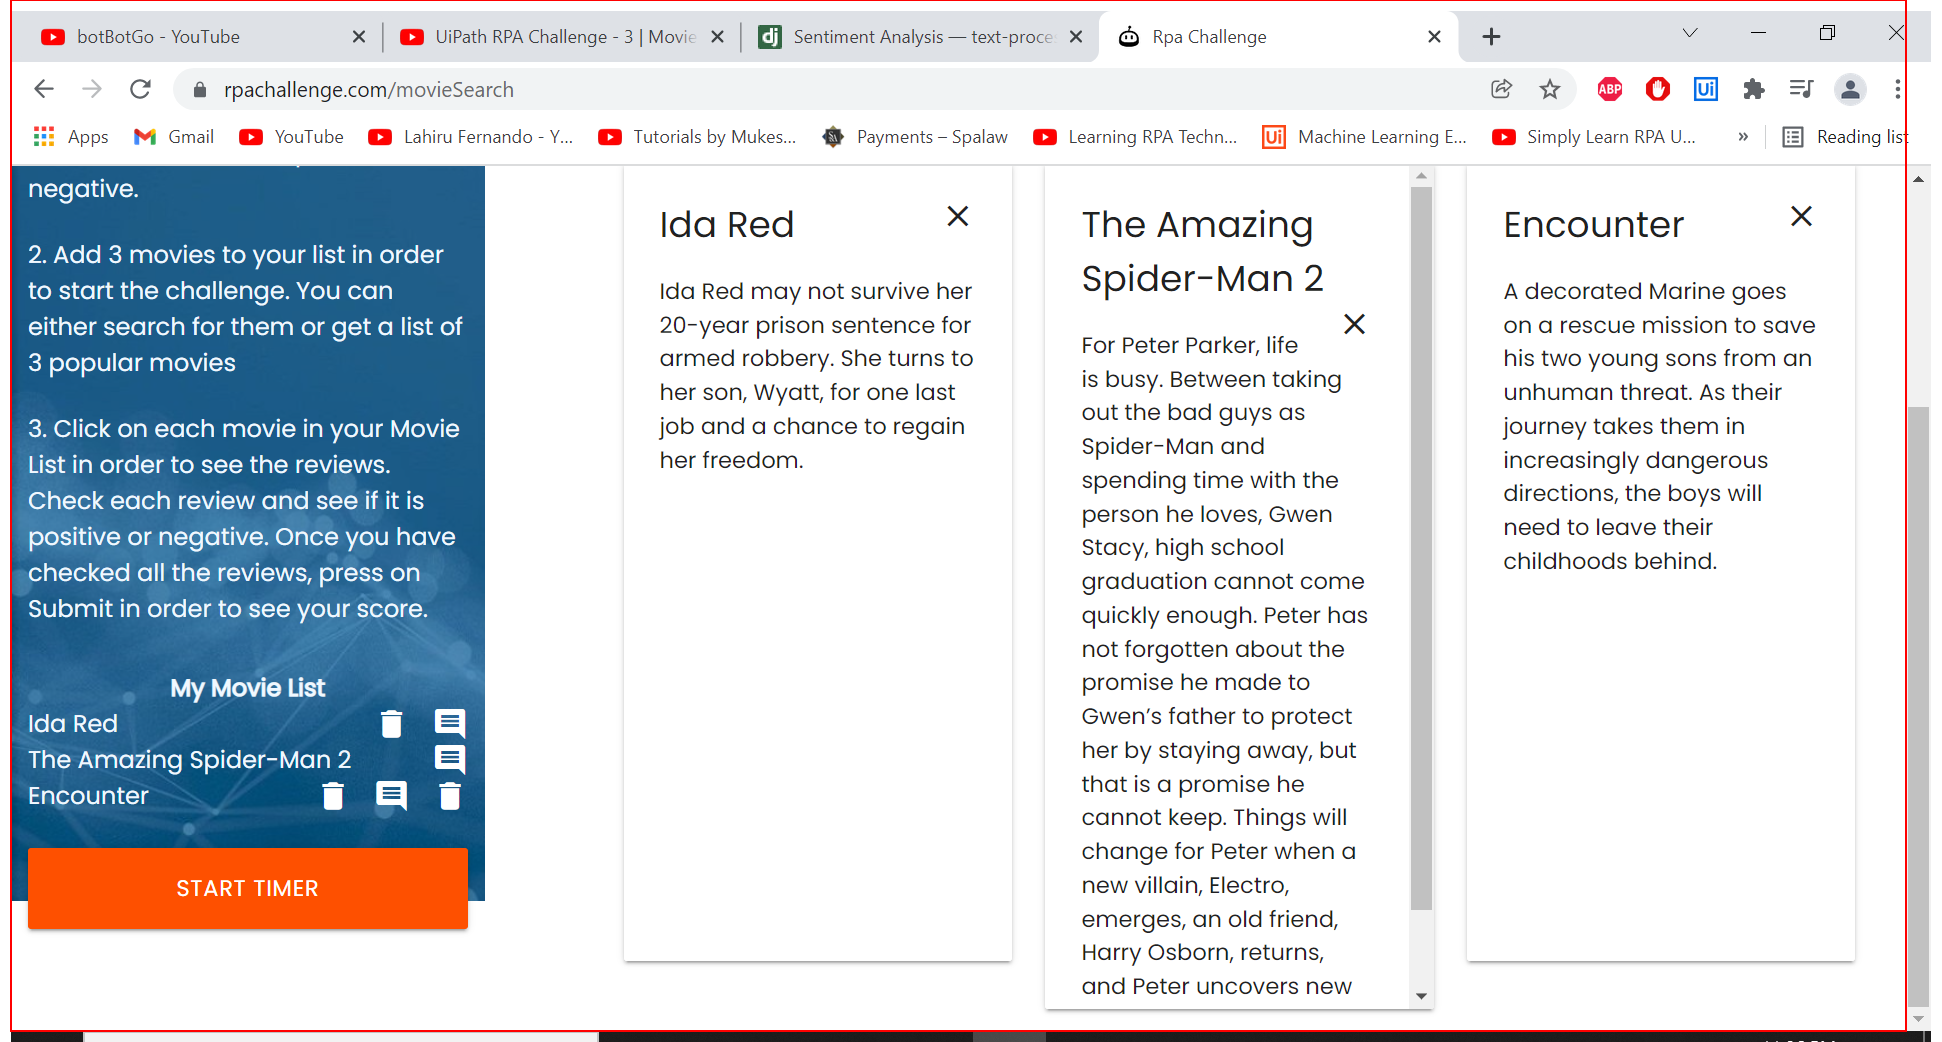 botBotGo - YouTube
UiPath RPA Challenge - 3 | Movie
Sentiment Analysis — text-proce
Rpa Challenge
rpachallenge.com/movieSearch
ABP
Ui
Apps
Gmail
YouTube
Lahiru Fernando - Y...
Tutorials by Mukes...
Payments – Spalaw
Learning RPA Techn...
Machine Learning E...
Simply Learn RPA U...
»
Reading list
negative.
2. Add 3 movies to your list in order
to start the challenge. You can
either search for them or get a list of
3 popular movies
3. Click on each movie in your Movie
List in order to see the reviews.
Check each review and see if it is
positive or negative. Once you have
checked all the reviews, press on
Submit in order to see your score.
My Movie List
Ida Red
The Amazing Spider-Man 2
Encounter
START TIMER
Ida Red
Ida Red may not survive her
20-year prison sentence for
armed robbery. She turns to
her son, Wyatt, for one last
job and a chance to regain
her freedom.
The Amazing
Spider-Man 2
For Peter Parker, life
is busy. Between taking
out the bad guys as
Spider-Man and
spending time with the
person he loves, Gwen
Stacy, high school
graduation cannot come
quickly enough. Peter has
not forgotten about the
promise he made to
Gwen’s father to protect
her by staying away, but
that is a promise he
cannot keep. Things will
change for Peter when a
new villain, Electro,
emerges, an old friend,
Harry Osborn, returns,
and Peter uncovers new
Encounter
A decorated Marine goes
on a rescue mission to save
his two young sons from an
unhuman threat. As their
journey takes them in
increasingly dangerous
directions, the boys will
need to leave their
childhoods behind.